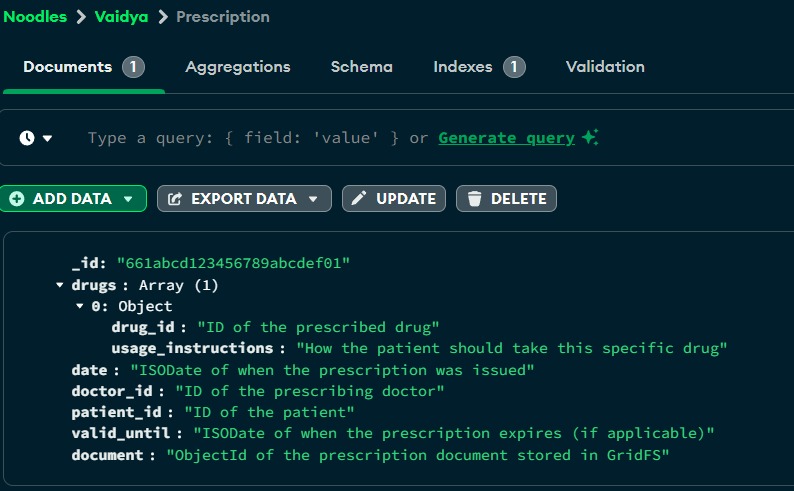 Noodles > Vaidya > Prescription
Documents 1 Aggregations Schema Indexes 1 Validation
Type a query: { field: 'value' } or Generate query
ADD DATA EXPORT DATA UPDATE DELETE
_id: "661abcd123456789abcdef01"
drugs : Array (1)
0: Object
drug_id : "ID of the prescribed drug"
usage_instructions : "How the patient should take this specific drug"
date : "ISODate of when the prescription was issued"
doctor_id : "ID of the prescribing doctor"
patient_id : "ID of the patient"
valid_until : "ISODate of when the prescription expires (if applicable)"
document : "ObjectId of the prescription document stored in GridFS"